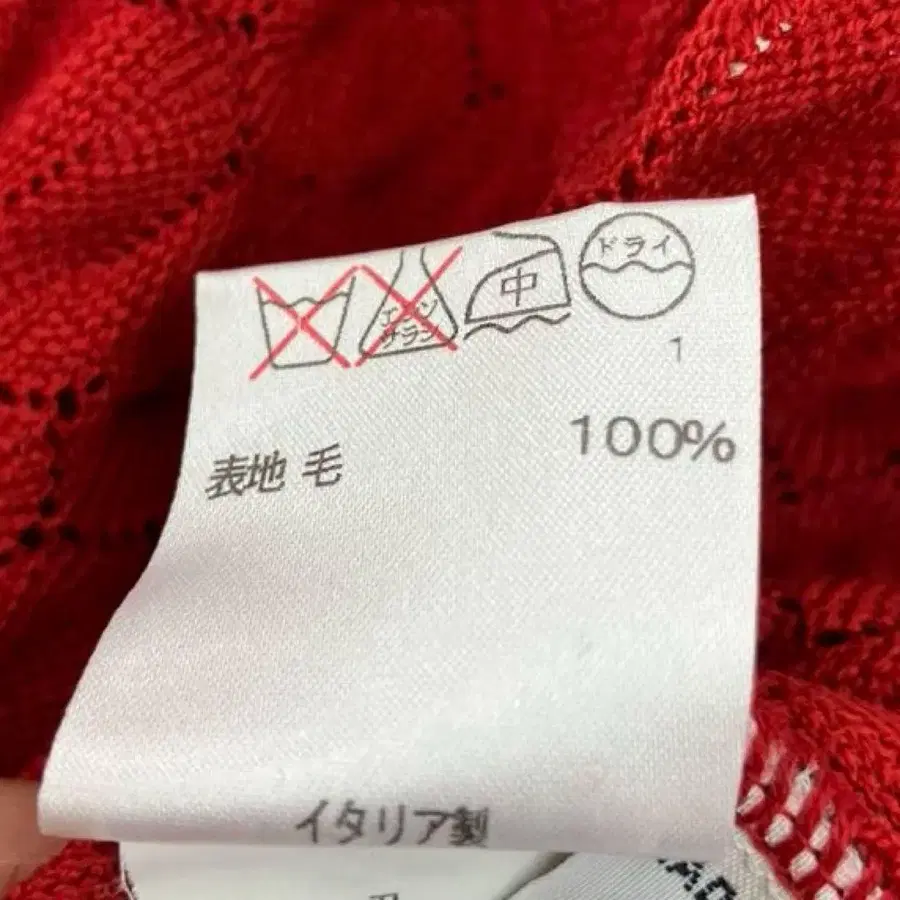 エンソ サラシ 中 ドライ
1
表地 毛 100%
イタリア製